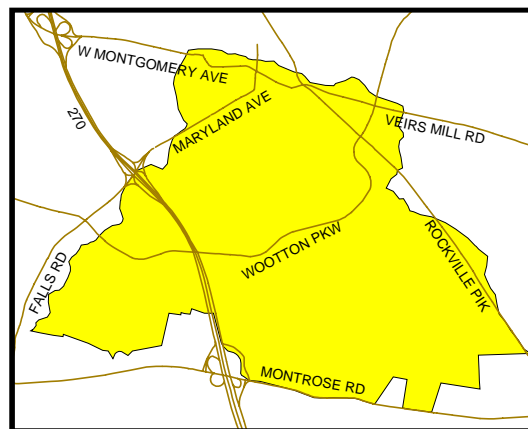 W MONTGOMERY AVE
270
MARYLAND AVE
VEIRS MILL RD
WOOTTON PKW
ROCKVILLE PIK
FALLS RD
MONTROSE RD